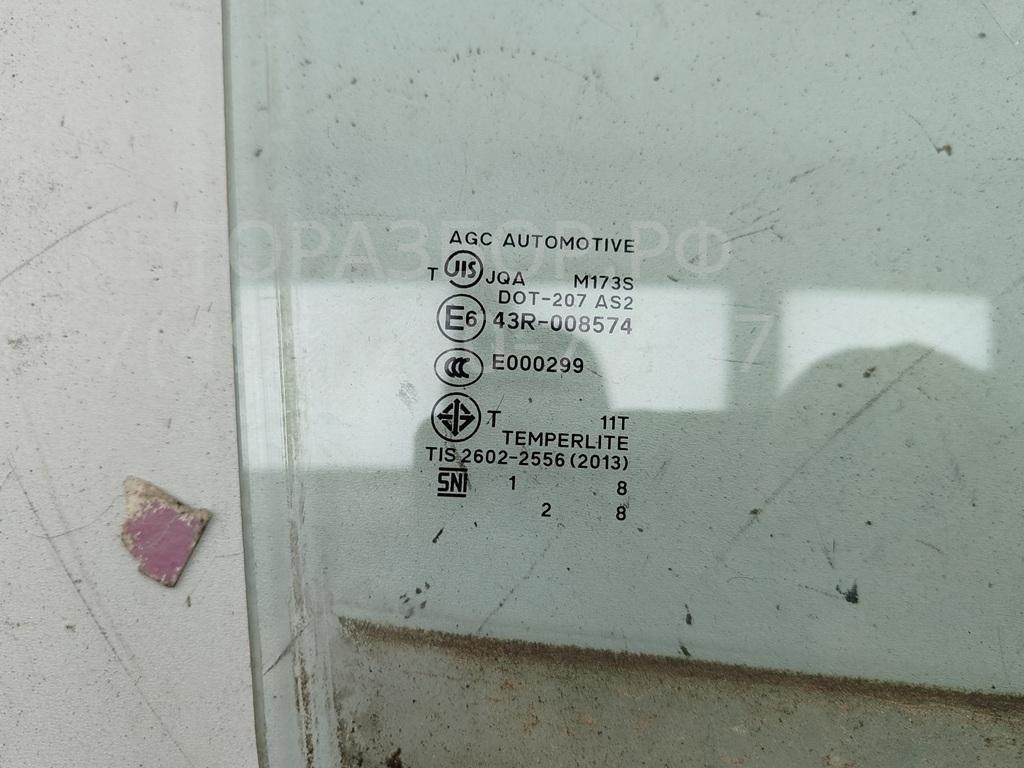 AGC AUTOMOTIVE
T JIS JQA M173S
DOT-207 AS2
E6 43R-008574
CCC E000299
T 11T
TEMPERLITE
TIS 2602-2556 (2013)
SNI 1 8
2 8